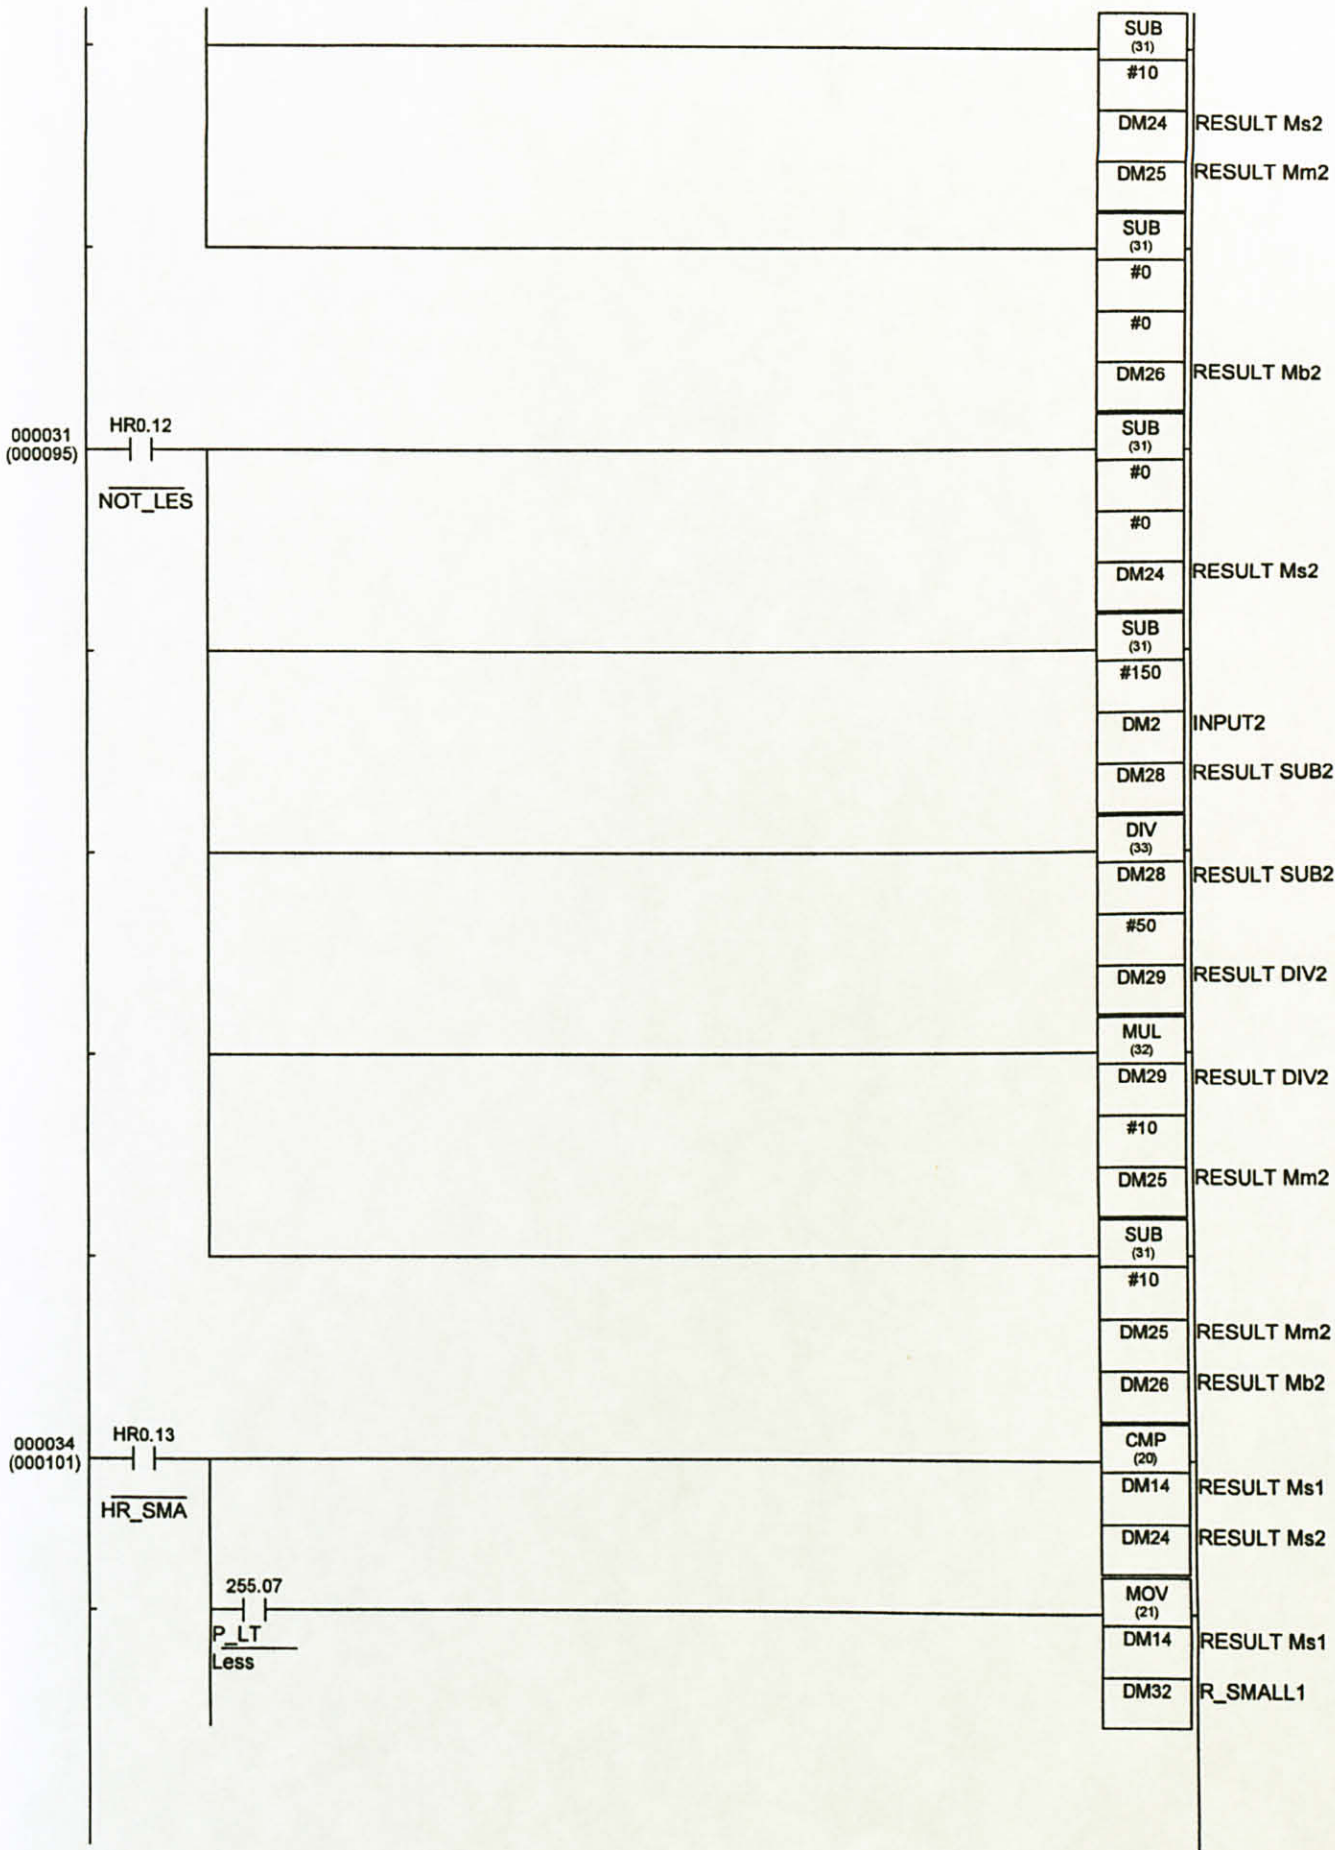 SUB
(31)
#10
DM24 RESULT Ms2
DM25 RESULT Mm2
SUB
(31)
#0
#0
DM26 RESULT Mb2
000031
(000095)
HR0.12
NOT_LES
SUB
(31)
#0
#0
DM24 RESULT Ms2
SUB
(31)
#150
DM2 INPUT2
DM28 RESULT SUB2
DIV
(33)
DM28 RESULT SUB2
#50
DM29 RESULT DIV2
MUL
(32)
DM29 RESULT DIV2
#10
DM25 RESULT Mm2
SUB
(31)
#10
DM25 RESULT Mm2
DM26 RESULT Mb2
000034
(000101)
HR0.13
HR_SMA
CMP
(20)
DM14 RESULT Ms1
DM24 RESULT Ms2
255.07
P_LT
Less
MOV
(21)
DM14 RESULT Ms1
DM32 R_SMALL1